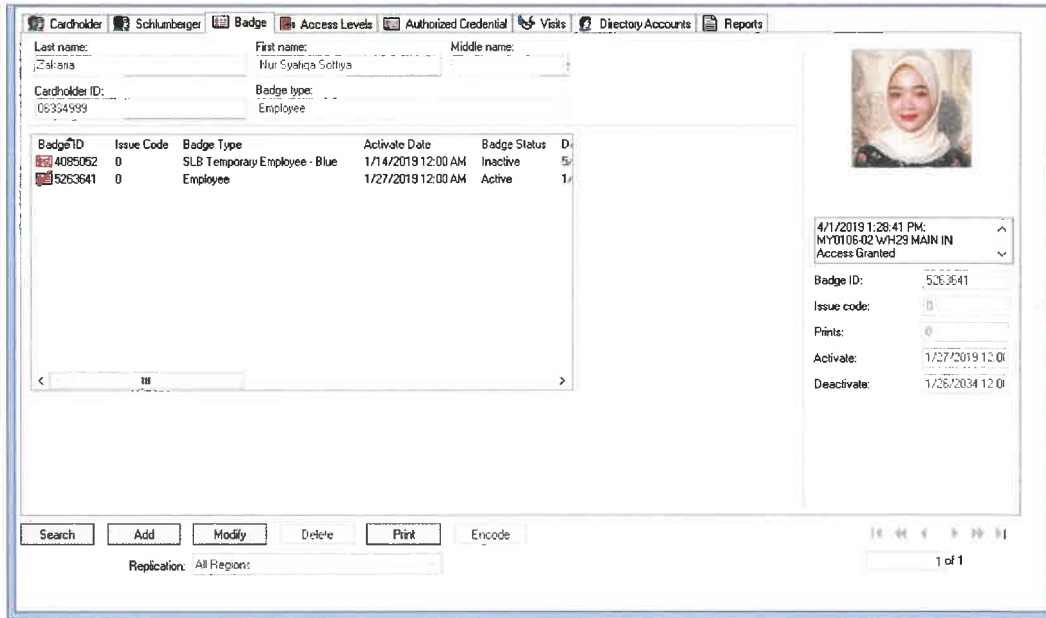 Cardholder Schlumberger Badge Access Levels Authorized Credential Visits Directory Accounts Reports
Last name: First name: Middle name:
Zakaria Nur Syafiqa Sofiya
Cardholder ID: Badge type:
06334999 Employee
Badge ID Issue Code Badge Type Activate Date Badge Status
4085052 0 SLB Temporary Employee - Blue 1/14/2019 12:00 AM Inactive 5/
5263641 0 Employee 1/27/2019 12:00 AM Active 1/
4/1/2019 1:28:41 PM:
MY0106-02 WH29 MAIN IN
Access Granted
Badge ID: 5263641
Issue code: 0
Prints: 0
Activate: 1/27/2019 12:0
Deactivate: 1/26/2034 12:0
Search Add Modify Delete Print Encode
Replication: All Regions
1 of 1